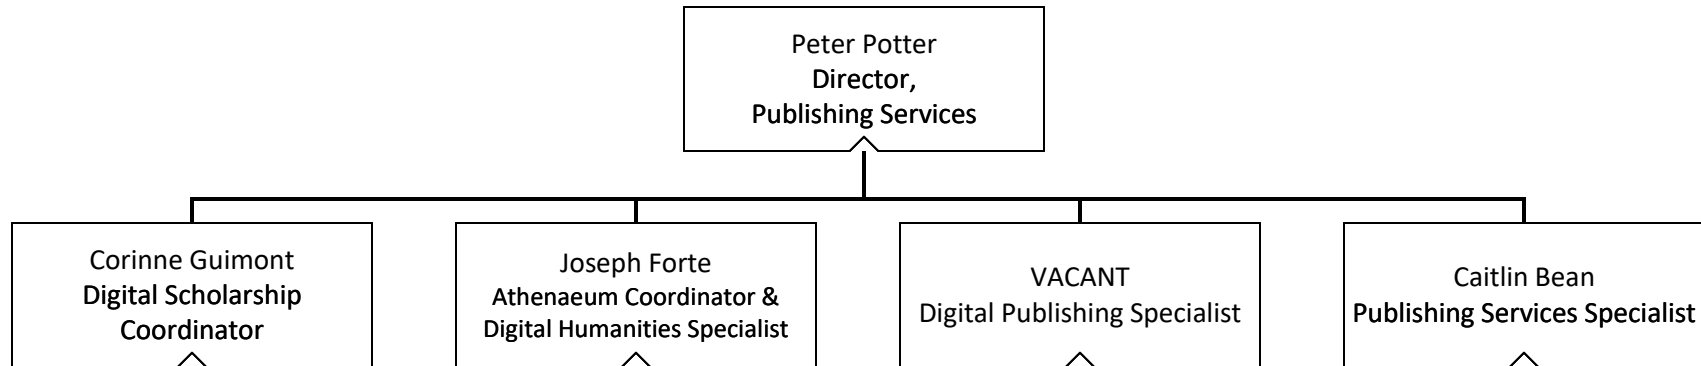 Peter Potter
Director,
Publishing Services
Corinne Guimont
Digital Scholarship
Coordinator
Joseph Forte
Athenaeum Coordinator &
Digital Humanities Specialist
VACANT
Digital Publishing Specialist
Caitlin Bean
Publishing Services Specialist